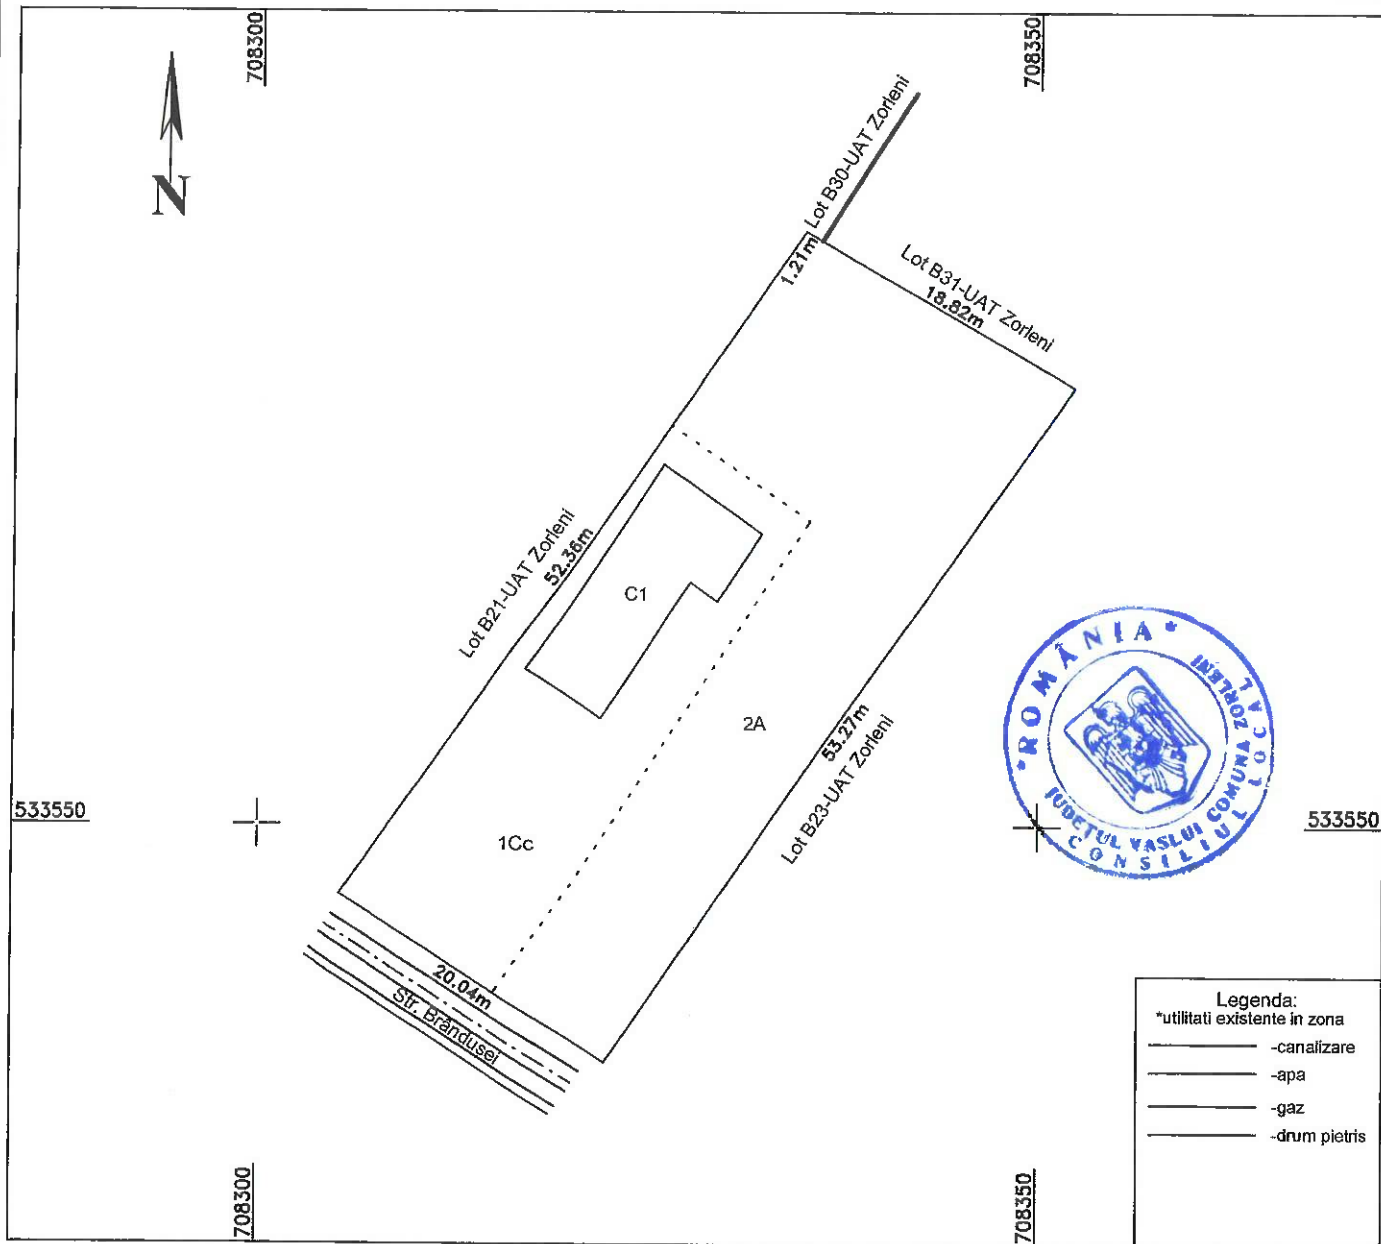 708300
708350
N
Lot B30-UAT Zorleni
1.21m
Lot B31-UAT Zorleni
18.82m
Lot B21-UAT Zorleni
52.36m
C1
2A
53.27m
Lot B23-UAT Zorleni
*ROMÂNIA*
JUDEȚUL VASLUI COMUNA ZORLENI
CONSILIUL LOCAL
533550
533550
1Cc
20.04m
Str. Brândusei
Legenda:
*utilitati existente in zona
-canalizare
-apa
-gaz
-drum pietris
708300
708350